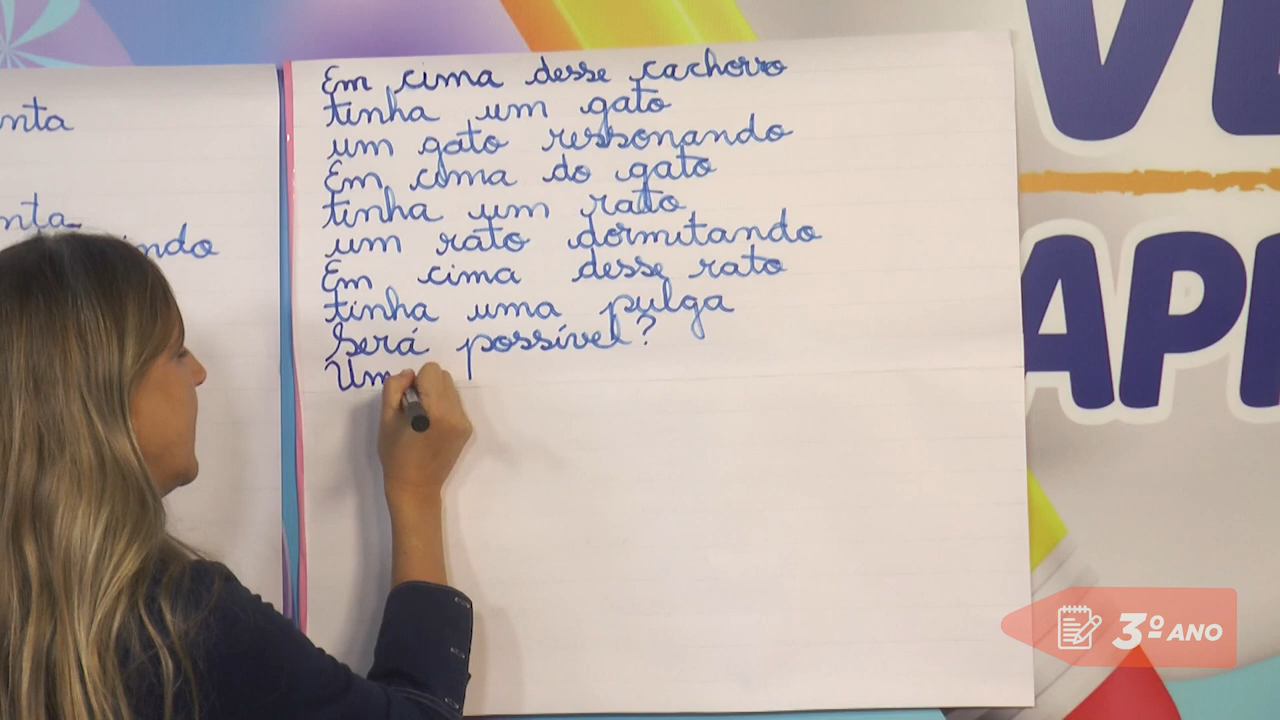 nta
nta
indo
Em cima desse cachorro
tinha um gato
um gato ressonando
Em cima do gato
tinha um rato
um rato dormitando
Em cima desse rato
tinha uma pulga
Será possível?
Um
VE
APR
3º ANO